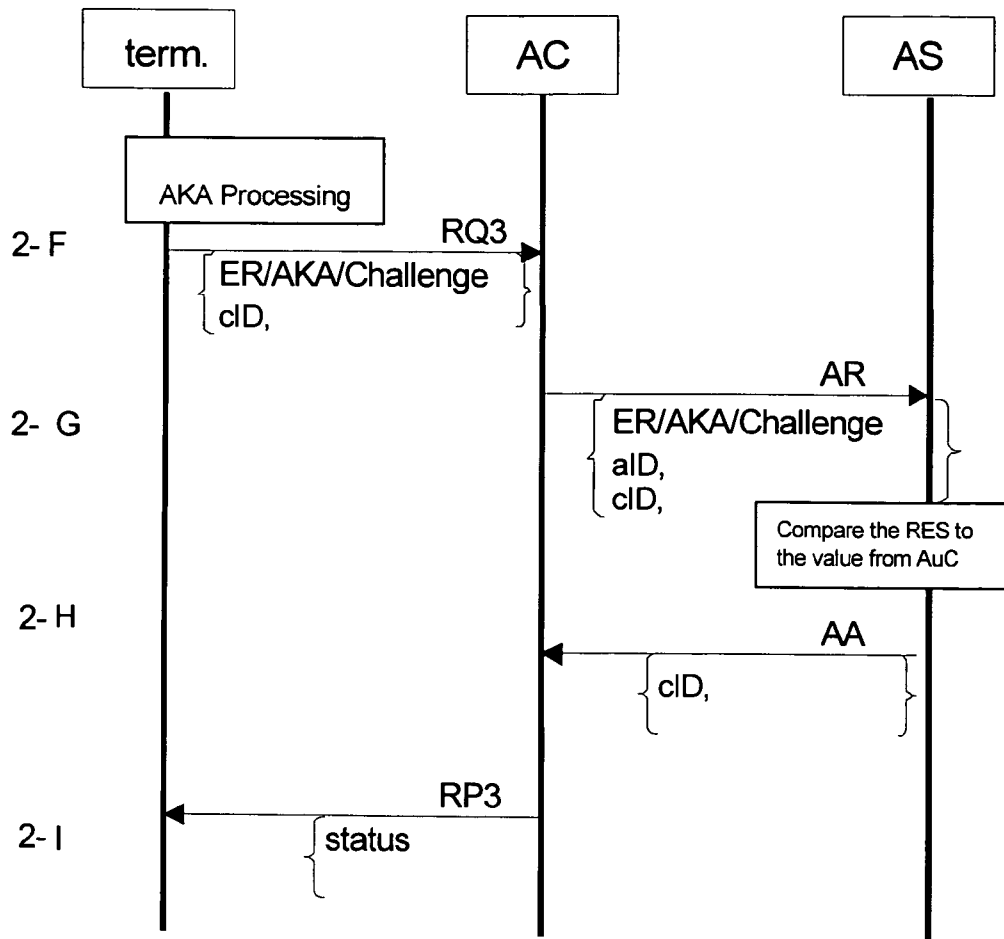 term.
AC
AS
AKA Processing
2- F
RQ3
ER/AKA/Challenge
cID,
2- G
AR
ER/AKA/Challenge
aID,
cID,
Compare the RES to
the value from AuC
2- H
AA
cID,
2- I
RP3
status